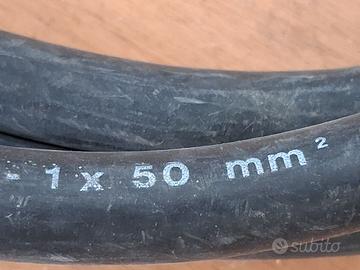 - 1 x 50 mm²
subito